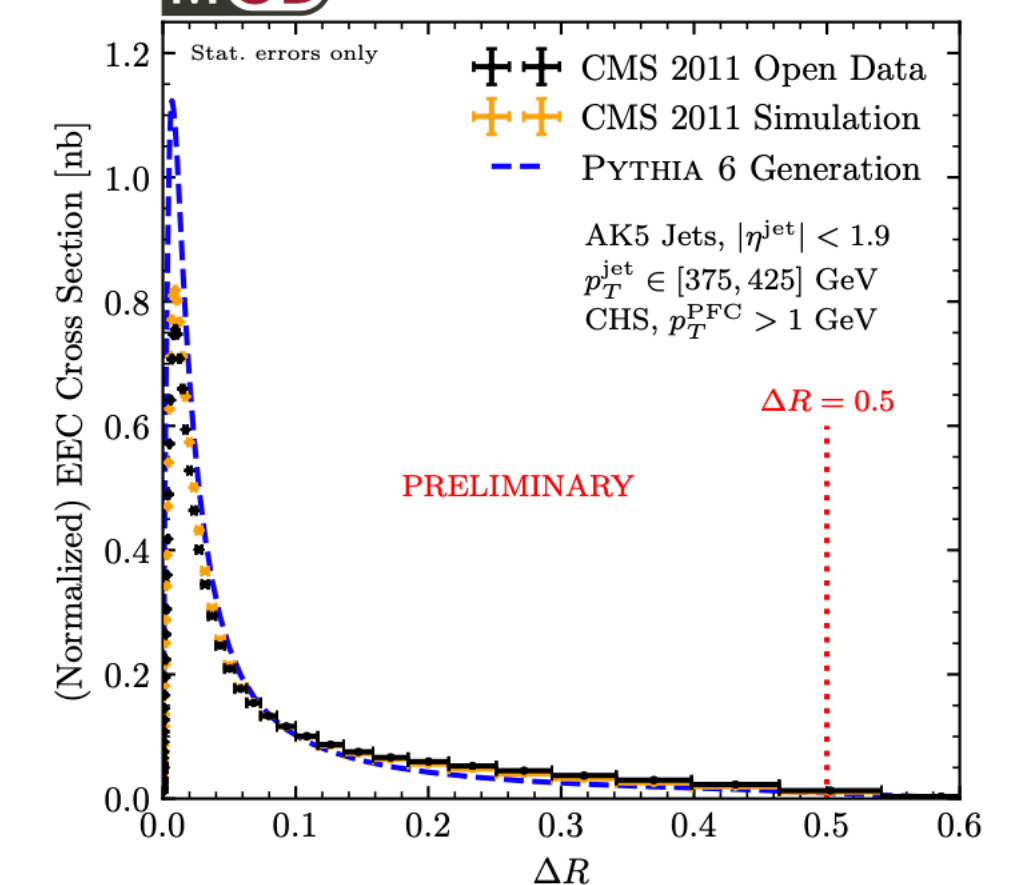 Stat. errors only
CMS 2011 Open Data
CMS 2011 Simulation
PYTHIA 6 Generation
AK5 Jets, |η^jet| < 1.9
p_T^jet ∈ [375, 425] GeV
CHS, p_T^PFC > 1 GeV
ΔR = 0.5
PRELIMINARY
(Normalized) EEC Cross Section [nb]
1.2
1.0
0.8
0.6
0.4
0.2
0.0
0.0 0.1 0.2 0.3 0.4 0.5 0.6
ΔR